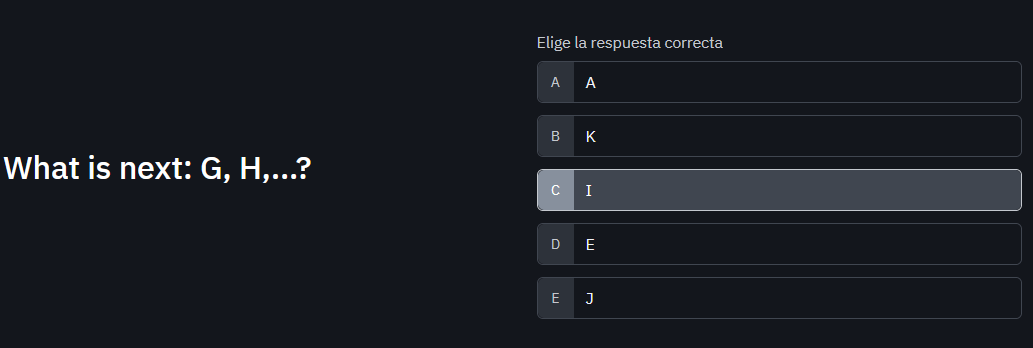 What is next: G, H,...?
Elige la respuesta correcta
A A
B K
C I
D E
E J